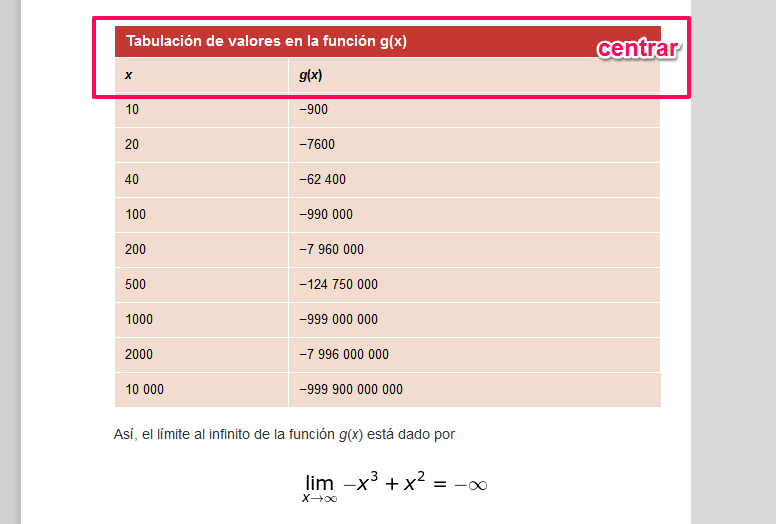 Tabulación de valores en la función g(x)
centrar
x g(x)
10 −900
20 −7600
40 −62 400
100 −990 000
200 −7 960 000
500 −124 750 000
1000 −999 000 000
2000 −7 996 000 000
10 000 −999 900 000 000
Así, el límite al infinito de la función g(x) está dado por
lim −x³ + x² = −∞
x→∞